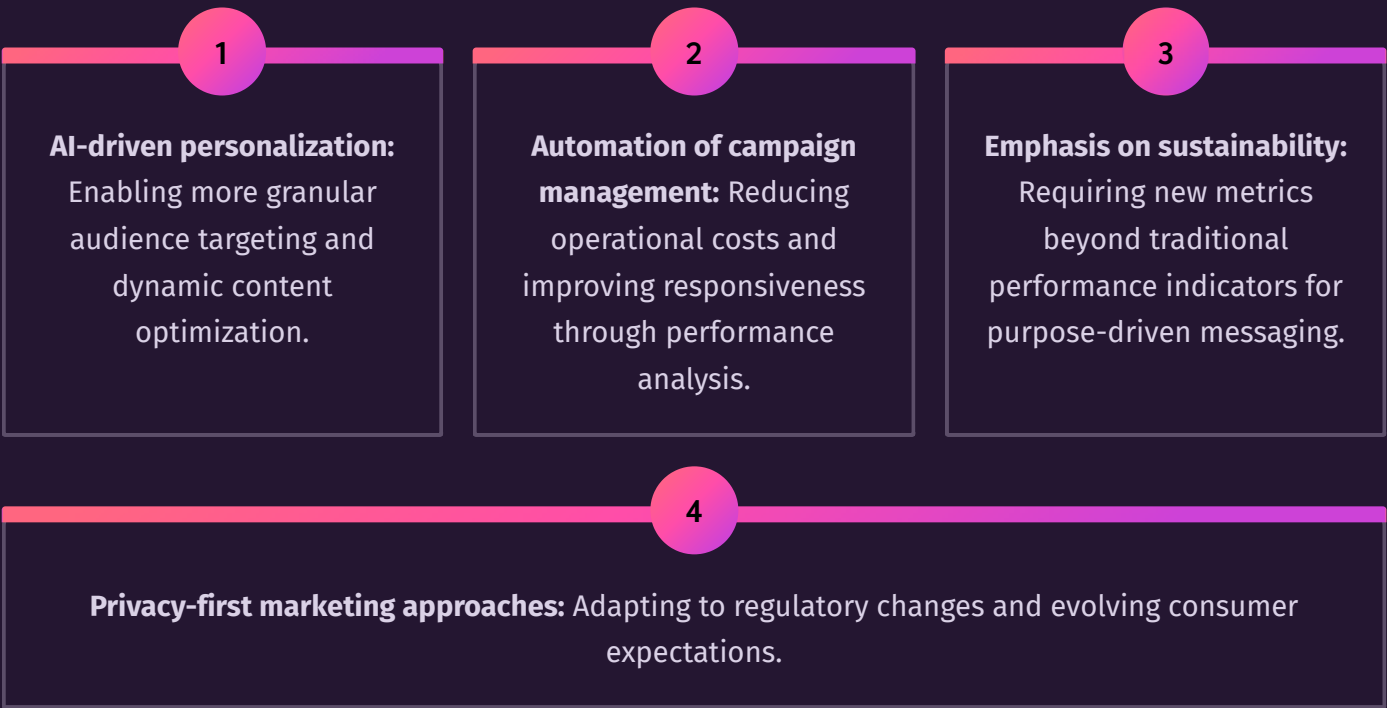 1
AI-driven personalization:
Enabling more granular
audience targeting and
dynamic content
optimization.
2
Automation of campaign
management: Reducing
operational costs and
improving responsiveness
through performance
analysis.
3
Emphasis on sustainability:
Requiring new metrics
beyond traditional
performance indicators for
purpose-driven messaging.
4
Privacy-first marketing approaches: Adapting to regulatory changes and evolving consumer
expectations.